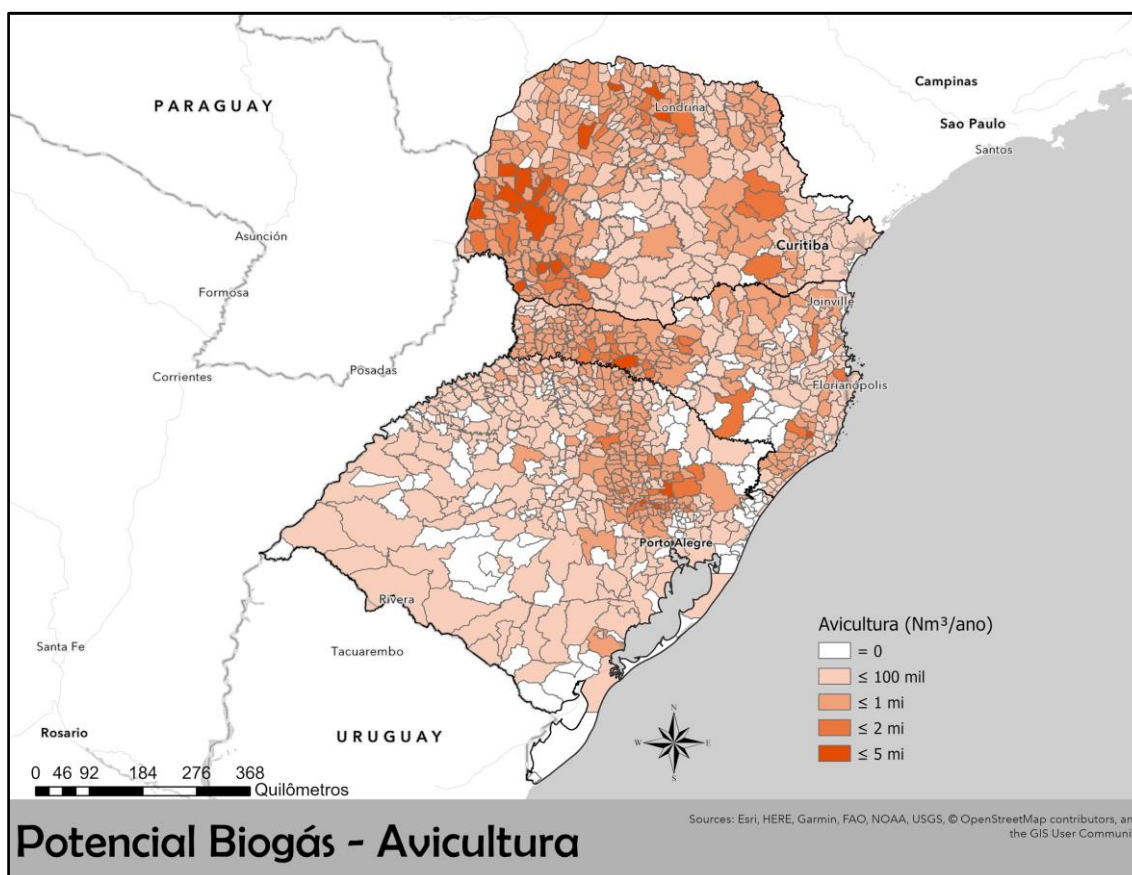 PARAGUAY
Campinas
Londrina
Sao Paulo
Santos
Asunción
Curitiba
Formosa
Joinville
Posadas
Corrientes
Florianópolis
Porto Alegre
Rivera
Santa Fe
Tacuarembo
Rosario
URUGUAY
Avicultura (Nm³/ano)
= 0
≤ 100 mil
≤ 1 mi
≤ 2 mi
≤ 5 mi
N
W E
S
0 46 92 184 276 368
Quilômetros
Potencial Biogás - Avicultura
Sources: Esri, HERE, Garmin, FAO, NOAA, USGS, © OpenStreetMap contributors, an
the GIS User Communi